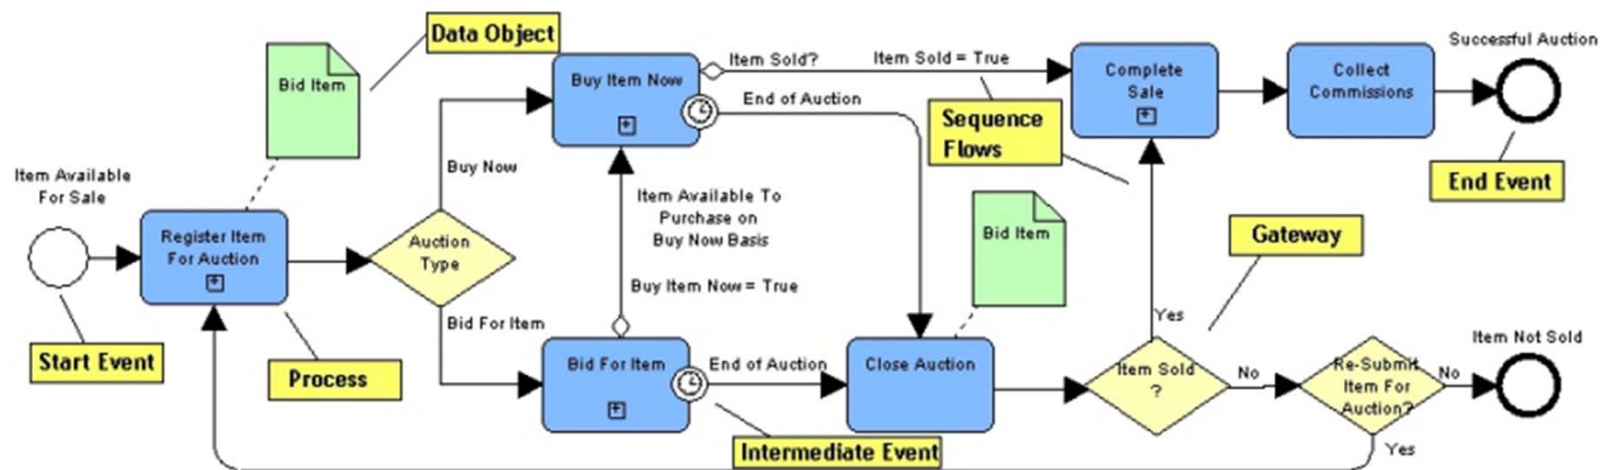 Data Object
Bid Item
Buy Item Now
Item Sold?
Item Sold = True
End of Auction
Complete
Sale
Collect
Commissions
Successful Auction
Sequence
Flows
End Event
Item Available
For Sale
Buy Now
Item Available To
Purchase on
Buy Now Basis
Bid Item
Gateway
Register Item
For Auction
Auction
Type
Buy Item Now = True
Bid For Item
Start Event
Process
Bid For Item
End of Auction
Close Auction
Yes
Item Sold
?
No
Re-Submit
Item For
Auction?
No
Item Not Sold
Yes
Intermediate Event